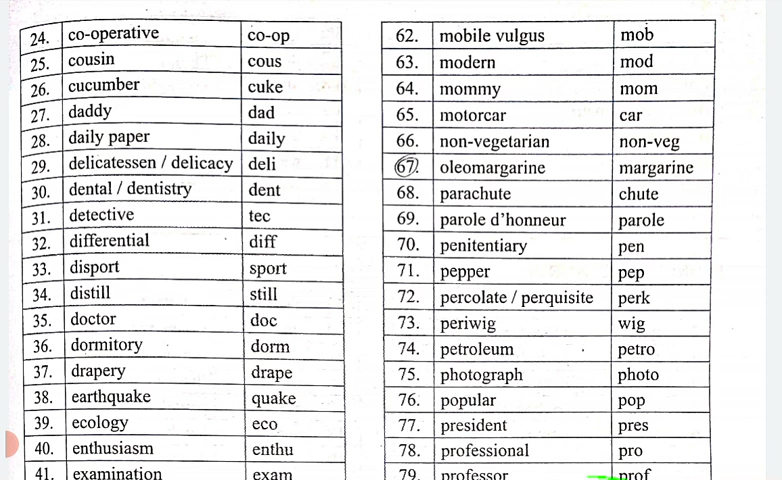 24. co-operative co-op
25. cousin cous
26. cucumber cuke
27. daddy dad
28. daily paper daily
29. delicatessen / delicacy deli
30. dental / dentistry dent
31. detective tec
32. differential diff
33. disport sport
34. distill still
35. doctor doc
36. dormitory dorm
37. drapery drape
38. earthquake quake
39. ecology eco
40. enthusiasm enthu
41. examination exam
62. mobile vulgus mob
63. modern mod
64. mommy mom
65. motorcar car
66. non-vegetarian non-veg
67. oleomargarine margarine
68. parachute chute
69. parole d’honneur parole
70. penitentiary pen
71. pepper pep
72. percolate / perquisite perk
73. periwig wig
74. petroleum petro
75. photograph photo
76. popular pop
77. president pres
78. professional pro
79. professor prof